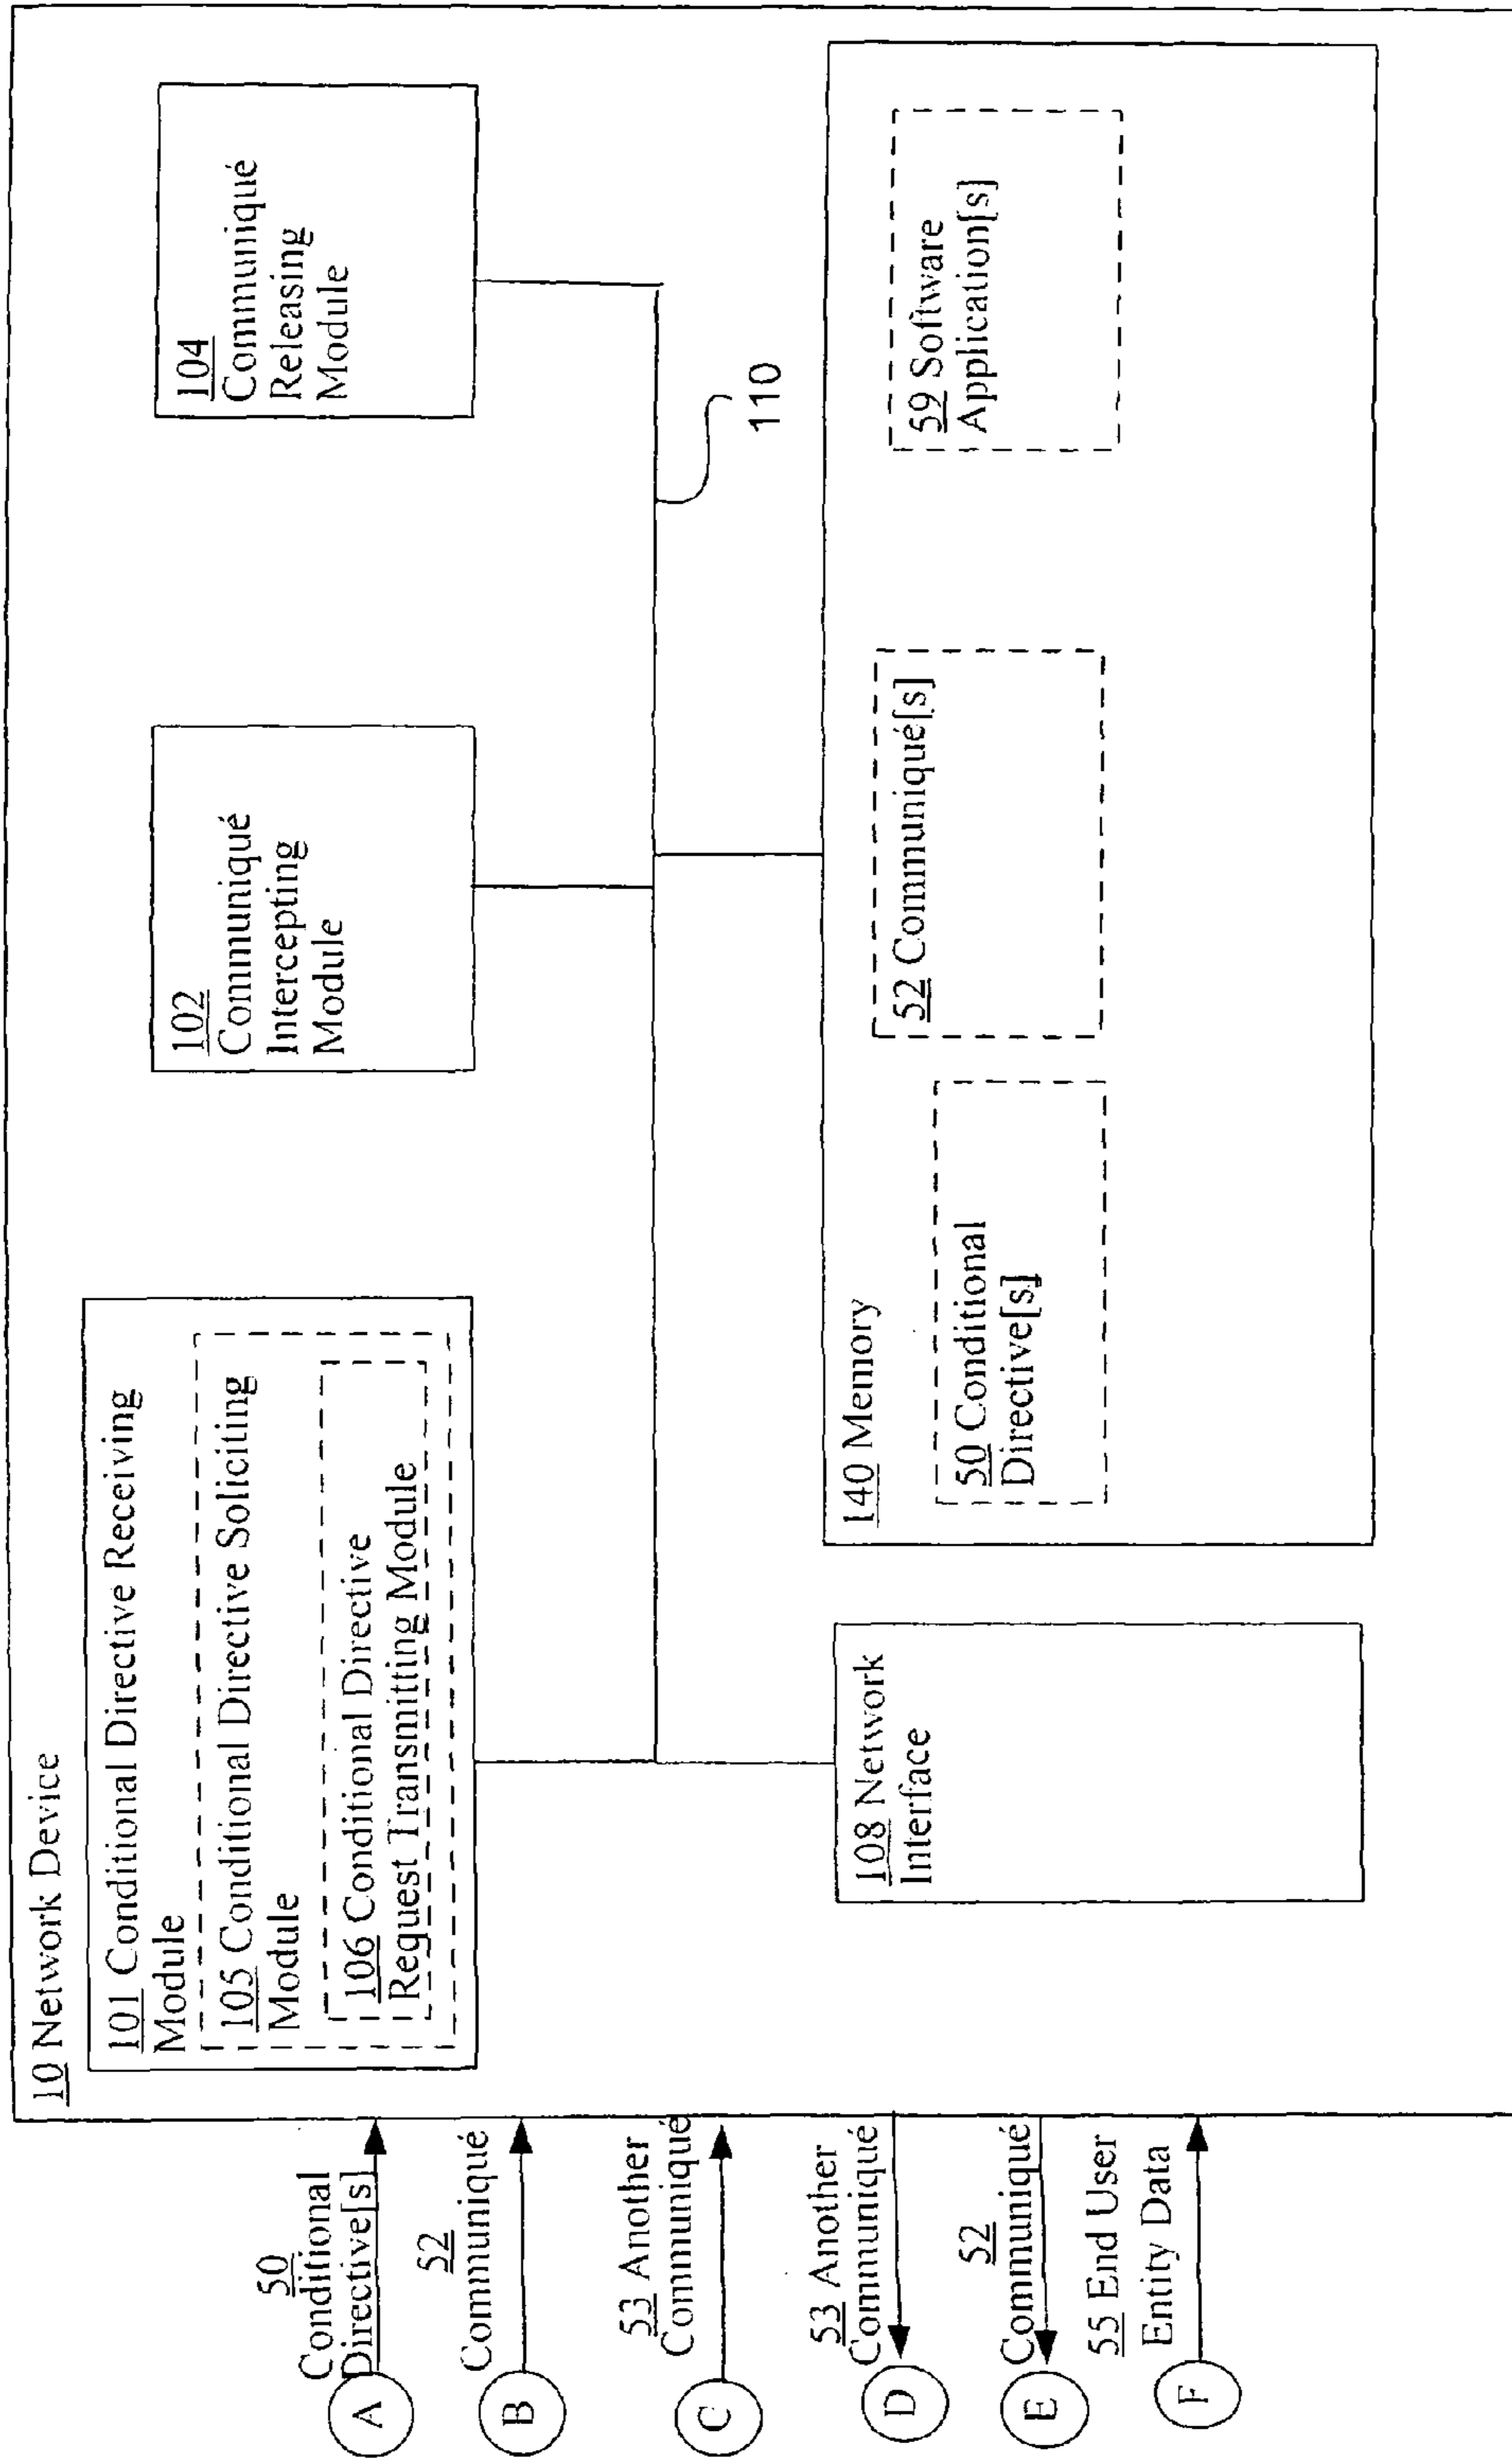 10 Network Device
101 Conditional Directive Receiving
Module
105 Conditional Directive Soliciting
Module
106 Conditional Directive
Request Transmitting Module
102
Communiqué
Intercepting
Module
104
Communiqué
Releasing
Module
110
108 Network
Interface
140 Memory
50 Conditional
Directive[s]
52 Communiqué[s]
59 Software
Application[s]
50
Conditional
Directive[s]
A
52
Communiqué
B
53 Another
Communiqué
C
53 Another
Communiqué
D
52
Communiqué
E
55 End User
Entity Data
F